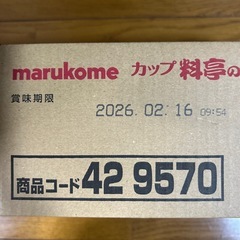 marukome カップ 料亭の
賞味期限
2026.02.16 09:54
商品コード 42 9570